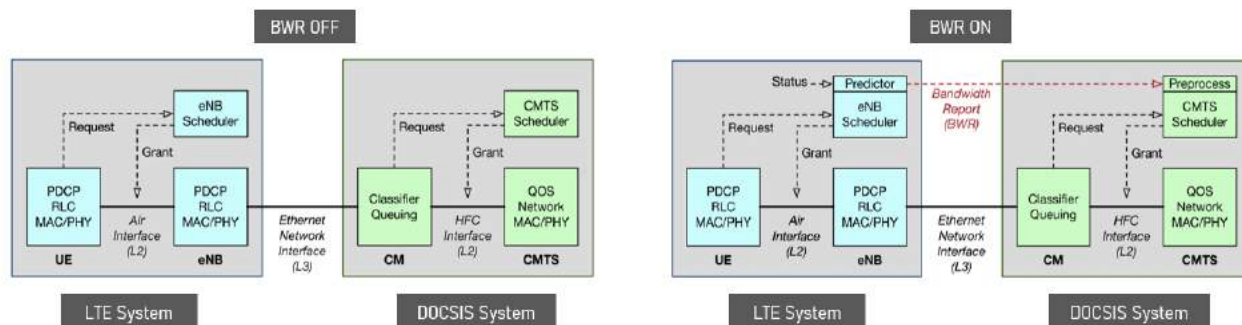 BWR OFF
eNB
Scheduler
Request
Grant
PDCP
RLC
MAC/PHY
Air
Interface
(L2)
PDCP
RLC
MAC/PHY
UE
eNB
Ethernet
Network
Interface
(L3)
CMTS
Scheduler
Request
Grant
Classifier
Queuing
HFC
Interface
(L2)
QOS
Network
MAC/PHY
CM
CMTS
LTE System
DOCSIS System
BWR ON
Status
Predictor
eNB
Scheduler
Request
Grant
PDCP
RLC
MAC/PHY
Air
Interface
(L2)
PDCP
RLC
MAC/PHY
UE
eNB
Bandwidth
Report
(BWR)
Ethernet
Network
Interface
(L3)
Preprocess
CMTS
Scheduler
Request
Grant
Classifier
Queuing
HFC
Interface
(L2)
QOS
Network
MAC/PHY
CM
CMTS
LTE System
DOCSIS System